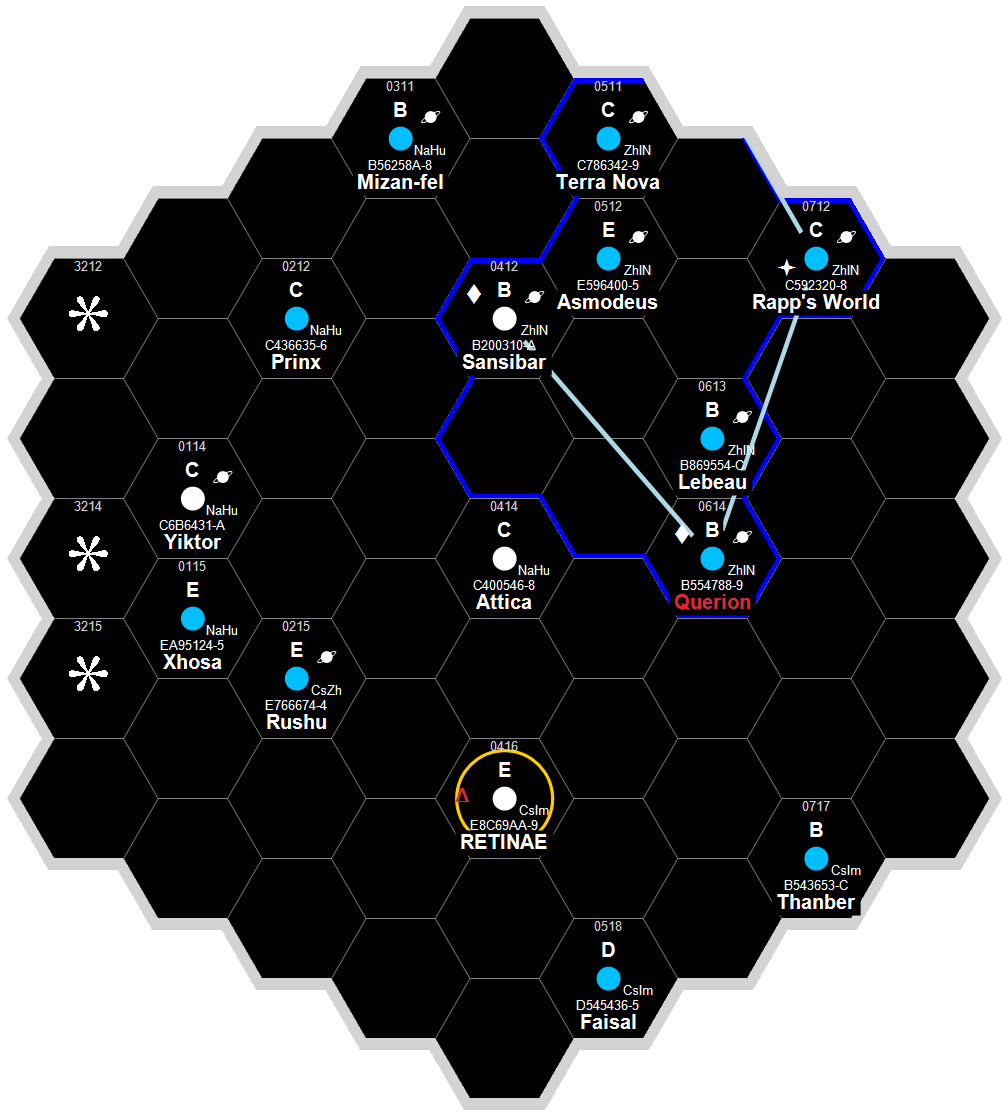 0311
B
NaHu
B56258A-8
Mizan-fel
0511
C
ZhIN
C786342-9
Terra Nova
0512
E
ZhIN
E596400-5
Asmodeus
0712
C
ZhIN
C592320-8
Rapp's World
3212
0212
C
NaHu
C436635-6
Prinx
0412
B
ZhIN
B200310-A
Sansibar
0613
B
ZhIN
B869554-C
Lebeau
0114
C
NaHu
C6B6431-A
Yiktor
3214
0414
C
NaHu
C400546-8
Attica
0614
B
ZhIN
B554788-9
Querion
0115
E
NaHu
EA95124-5
Xhosa
3215
0215
E
CsZh
E766674-4
Rushu
0416
E
CsIm
E8C69AA-9
RETINAE
0717
B
CsIm
B543653-C
Thanber
0518
D
CsIm
D545436-5
Faisal